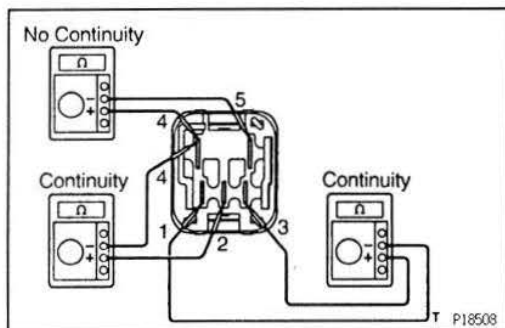 No Continuity
Ω
− +
5
4
Continuity
4
Continuity
Ω
− +
1
2
3
Ω
− +
T P18508